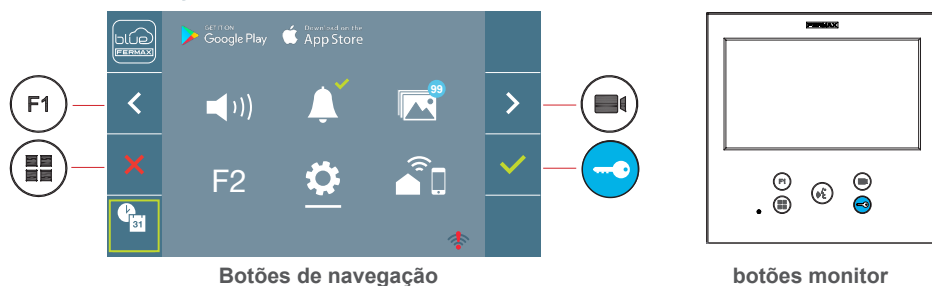 blue
FERMAX
GET IT ON
Google Play
Download on the
App Store
FERMAX
F1
99
F2
31
F1
Botões de navegação
botões monitor